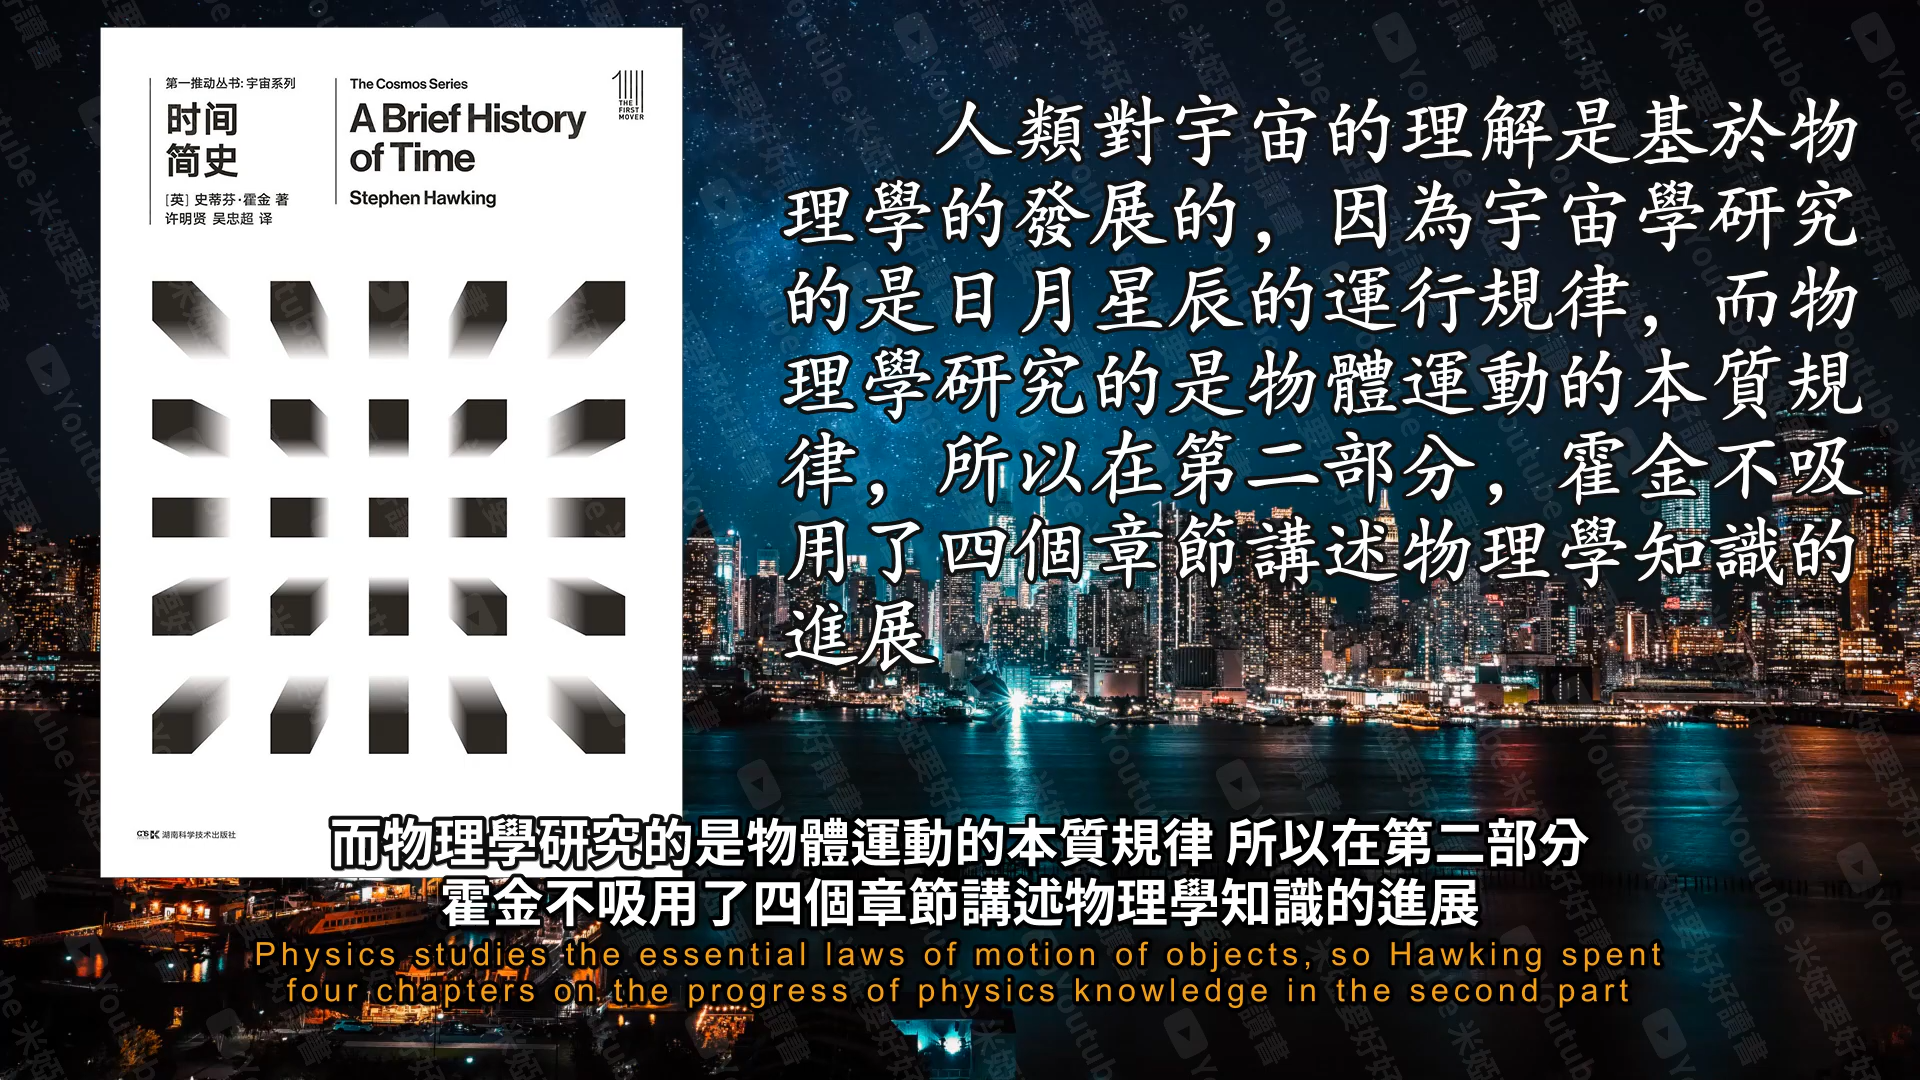 第一推动丛书: 宇宙系列
时间
简史
[英] 史蒂芬·霍金 著
许明贤 吴忠超 译
The Cosmos Series
A Brief History
of Time
Stephen Hawking
THE
FIRST
MOVER
湖南科学技术出版社
人類對宇宙的理解是基於物
理學的發展的，因為宇宙學研究
的是日月星辰的運行規律，而物
理學研究的是物體運動的本質規
律，所以在第二部分，霍金不吸
用了四個章節講述物理學知識的
進展
而物理學研究的是物體運動的本質規律 所以在第二部分
霍金不吸用了四個章節講述物理學知識的進展
Physics studies the essential laws of motion of objects, so Hawking spent
four chapters on the progress of physics knowledge in the second part
Youtube 米婭要好好讀書